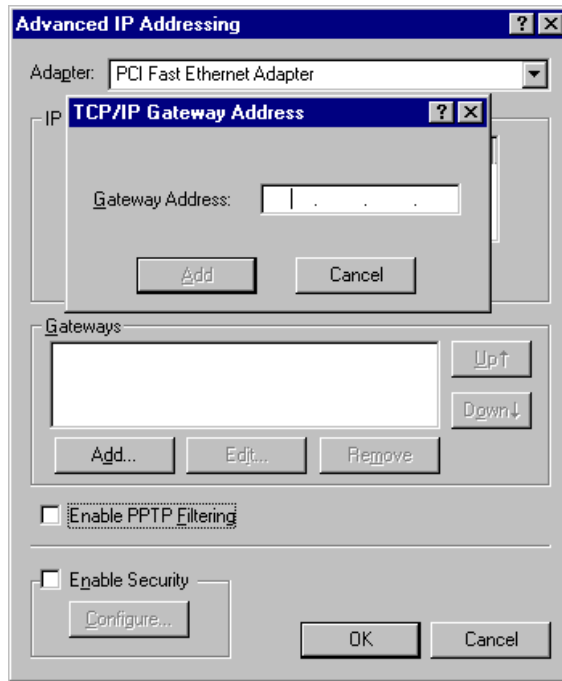 Advanced IP Addressing
Adapter: PCI Fast Ethernet Adapter
IP
TCP/IP Gateway Address
Gateway Address: . . .
Add Cancel
Gateways
Up↑
Down↓
Add... Edit... Remove
Enable PPTP Filtering
Enable Security
Configure...
OK Cancel